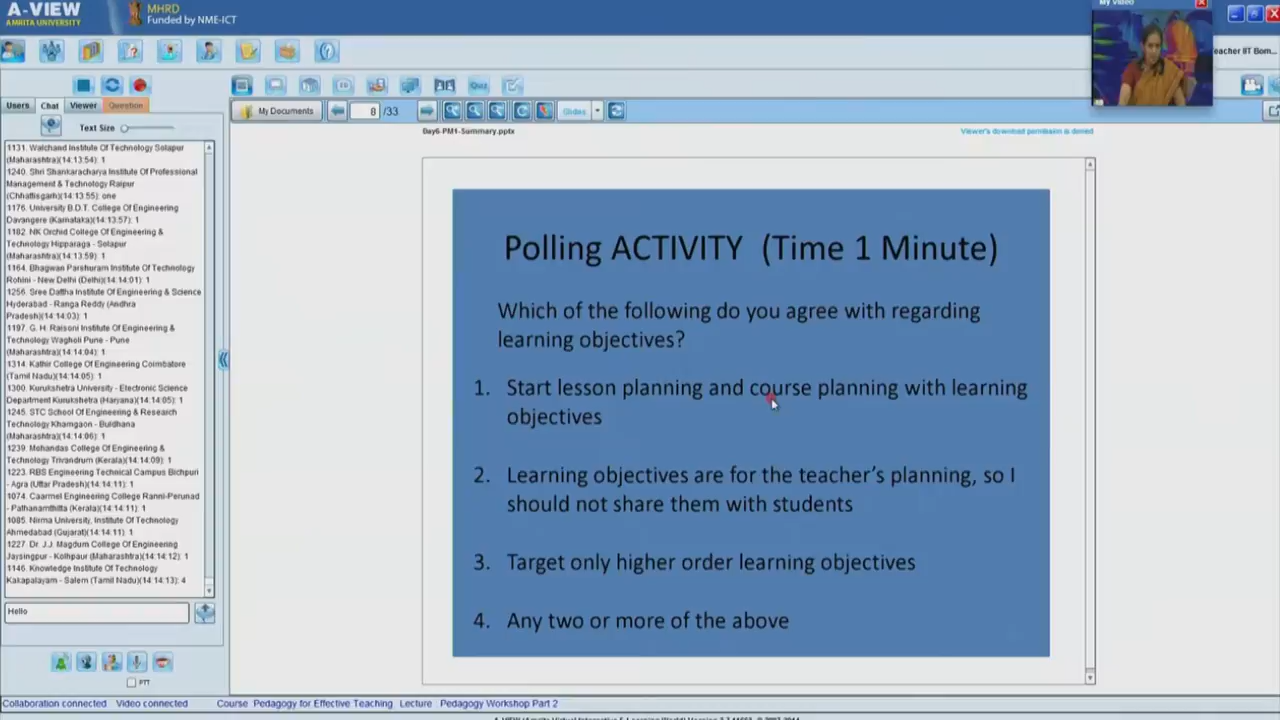 A-VIEW
AMRITA UNIVERSITY
MHRD
Funded by NME-ICT
My Video
eacher IIT Bom...
Users Chat Viewer Question
Text Size
My Documents
8 /33
Slides
Quiz
Day6-PM1-Summary.pptx
Viewer's download permission is denied
1131. Walchand Institute Of Technology Solapur
(Maharashtra)(14:13:54): 1
1240. Shri Shankaracharya Institute Of Professional
Management & Technology Raipur
(Chhattisgarh)(14:13:55): one
1176. University B.D.T. College Of Engineering
Davangere (Karnataka)(14:13:57): 1
1182. NK Orchid College Of Engineering &
Technology Hipparaga - Solapur
(Maharashtra)(14:13:59): 1
1164. Bhagwan Parshuram Institute Of Technology
Rohini - New Delhi (Delhi)(14:14:01): 1
1256. Sree Dattha Institute Of Engineering & Science
Hyderabad - Ranga Reddy (Andhra
Pradesh)(14:14:03): 1
1197. G. H. Raisoni Institute Of Engineering &
Technology Wagholi Pune - Pune
(Maharashtra)(14:14:04): 1
1314. Kathir College Of Engineering Coimbatore
(Tamil Nadu)(14:14:05): 1
1300. Kurukshetra University - Electronic Science
Department Kurukshetra (Haryana)(14:14:05): 1
1245. STC School Of Engineering & Research
Technology Khamgaon - Buldhana
(Maharashtra)(14:14:06): 1
1239. Mohandas College Of Engineering &
Technology Trivandrum (Kerala)(14:14:09): 1
1223. RBS Engineering Technical Campus Bichpuri
- Agra (Uttar Pradesh)(14:14:11): 1
1074. Caarmel Engineering College Ranni-Perunad
- Pathanamthitta (Kerala)(14:14:11): 1
1085. Nirma University, Institute Of Technology
Ahmedabad (Gujarat)(14:14:11): 1
1227. Dr. J.J. Magdum College Of Engineering
Jaysingpur - Kolhpaur (Maharashtra)(14:14:12): 1
1146. Knowledge Institute Of Technology
Kakapalayam - Salem (Tamil Nadu)(14:14:13): 4
Hello
PTT
Polling ACTIVITY (Time 1 Minute)
Which of the following do you agree with regarding
learning objectives?
1. Start lesson planning and course planning with learning
objectives
2. Learning objectives are for the teacher's planning, so I
should not share them with students
3. Target only higher order learning objectives
4. Any two or more of the above
Collaboration connected Video connected Course Pedagogy for Effective Teaching Lecture Pedagogy Workshop Part 2